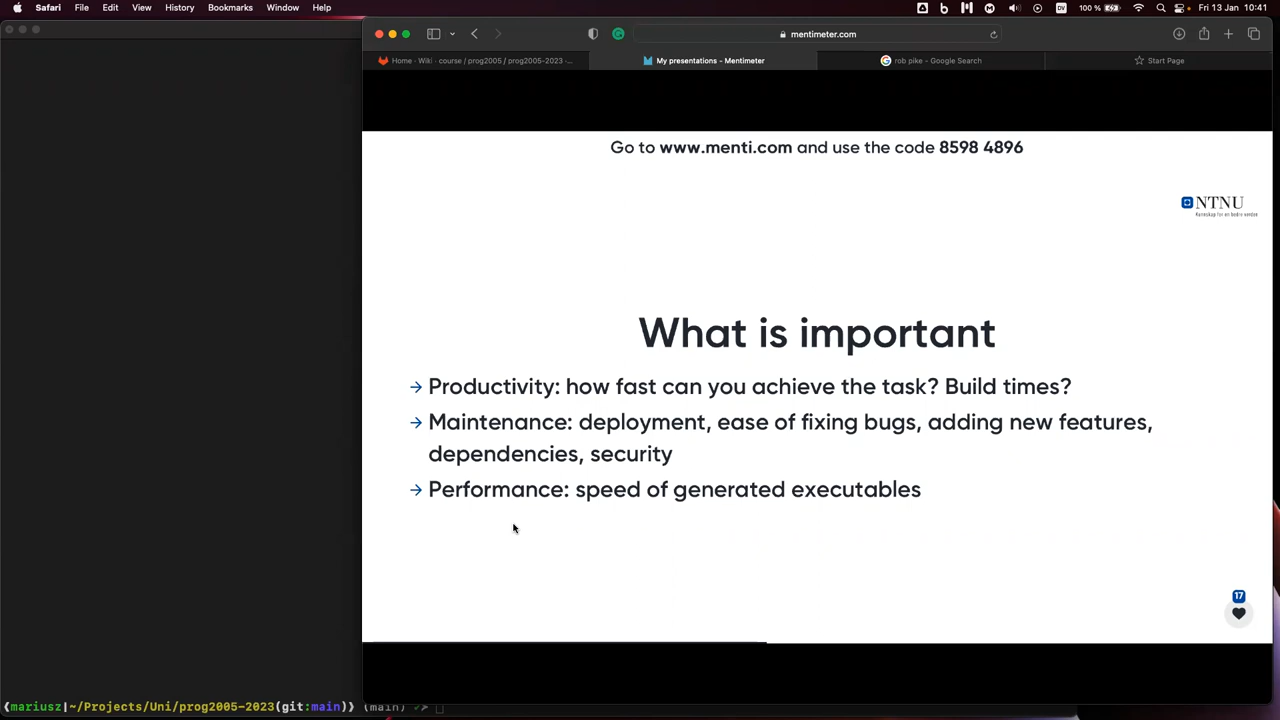 Safari File Edit View History Bookmarks Window Help
100 % Fri 13 Jan 10:41
mentimeter.com
Home · Wiki · course / prog2005 / prog2005-2023 ·...
My presentations - Mentimeter
rob pike - Google Search
Start Page
Go to www.menti.com and use the code 8598 4896
NTNU
What is important
→ Productivity: how fast can you achieve the task? Build times?
→ Maintenance: deployment, ease of fixing bugs, adding new features,
dependencies, security
→ Performance: speed of generated executables
17
(mariusz|~/Projects/Uni/prog2005-2023(git:main)) (main)